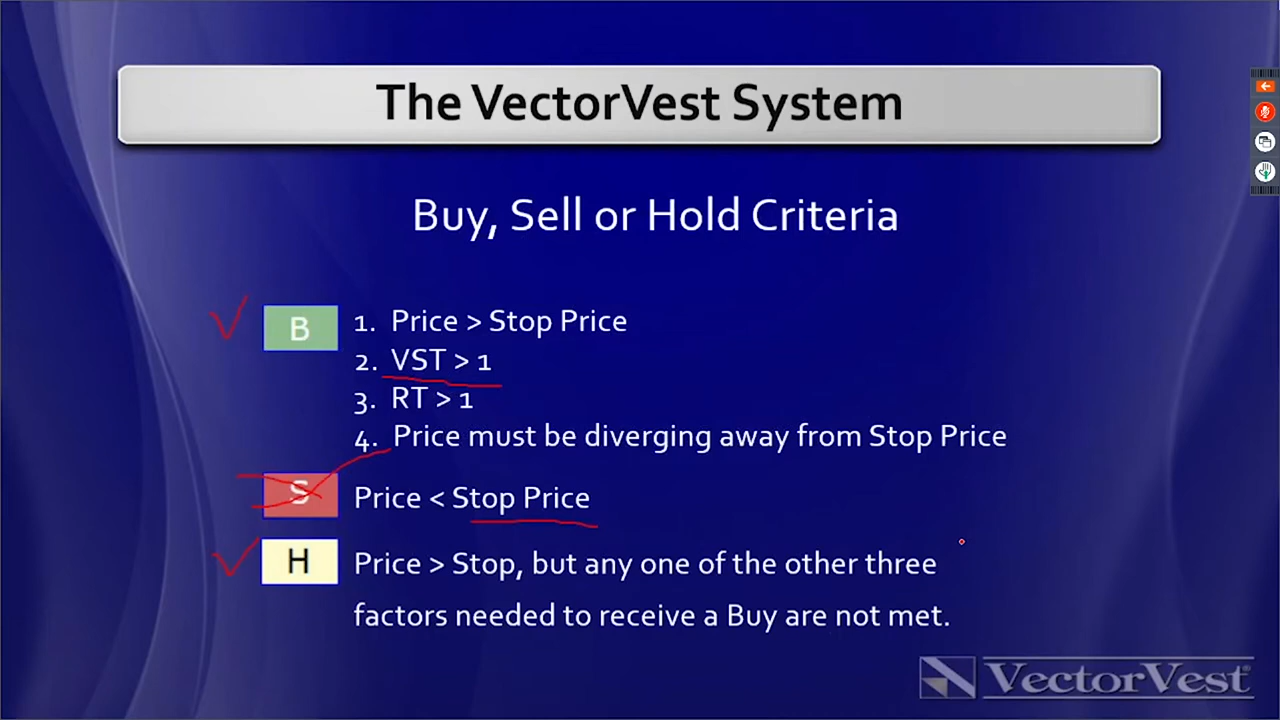 The VectorVest System
Buy, Sell or Hold Criteria
B 1. Price > Stop Price
2. VST > 1
3. RT > 1
4. Price must be diverging away from Stop Price
S Price < Stop Price
H Price > Stop, but any one of the other three
factors needed to receive a Buy are not met.
VectorVest®